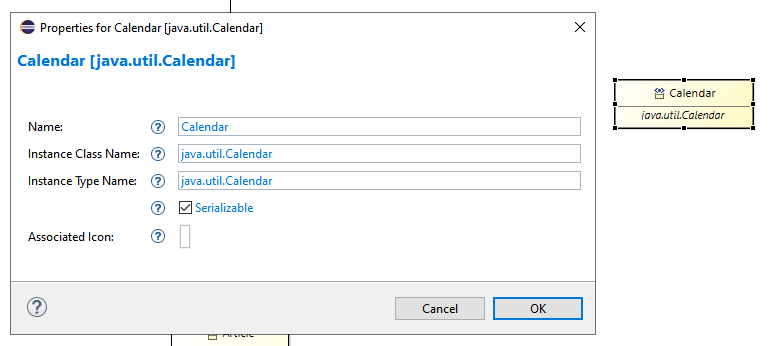 Properties for Calendar [java.util.Calendar]
Calendar [java.util.Calendar]
Name:
Calendar
Instance Class Name:
java.util.Calendar
Instance Type Name:
java.util.Calendar
Serializable
Associated Icon:
Cancel
OK
Calendar
java.util.Calendar
Article